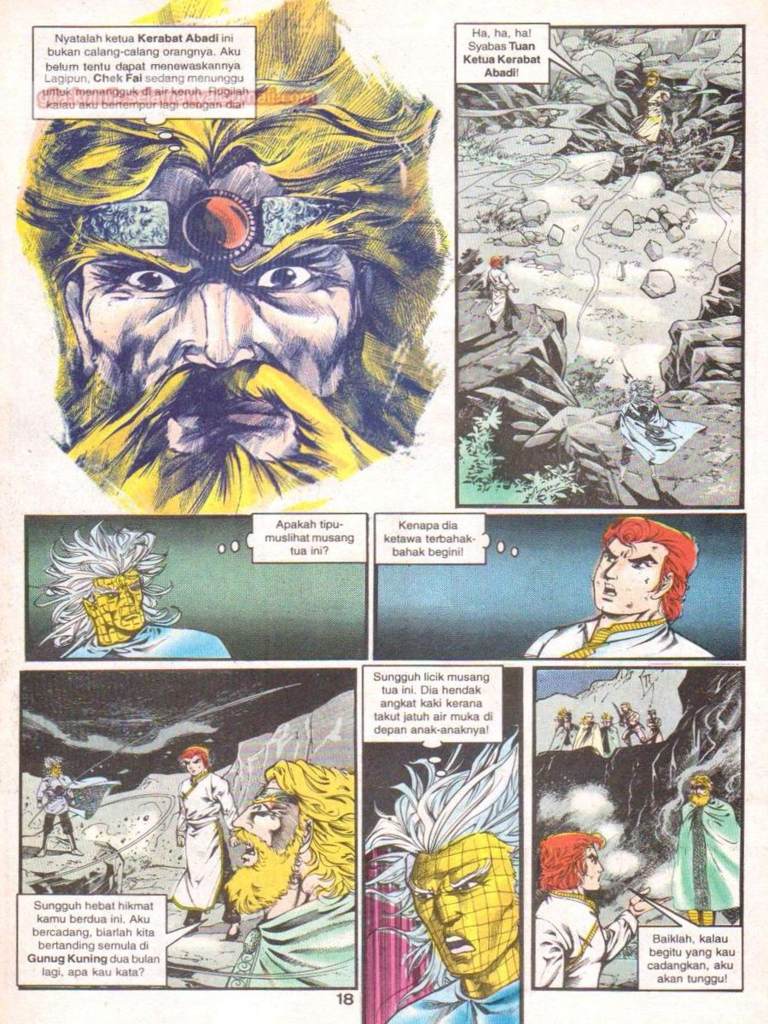 Nyatalah ketua Kerabat Abadi ini
bukan calang-calang orangnya. Aku
belum tentu dapat menewaskannya
Lagipun, Chek Fai sedang menunggu
untuk menangguk di air keruh. Rugilah
kalau aku bertempur lagi dengan dia!
Ha, ha, ha!
Syabas Tuan
Ketua Kerabat
Abadi!
Apakah tipu-
muslihat musang
tua ini?
Kenapa dia
ketawa terbahak-
bahak begini!
Sungguh hebat hikmat
kamu berdua ini. Aku
bercadang, biarlah kita
bertanding semula di
Gunug Kuning dua bulan
lagi, apa kau kata?
Sungguh licik musang
tua ini. Dia hendak
angkat kaki kerana
takut jatuh air muka di
depan anak-anaknya!
Baiklah, kalau
begitu yang kau
cadangkan, aku
akan tunggu!
18